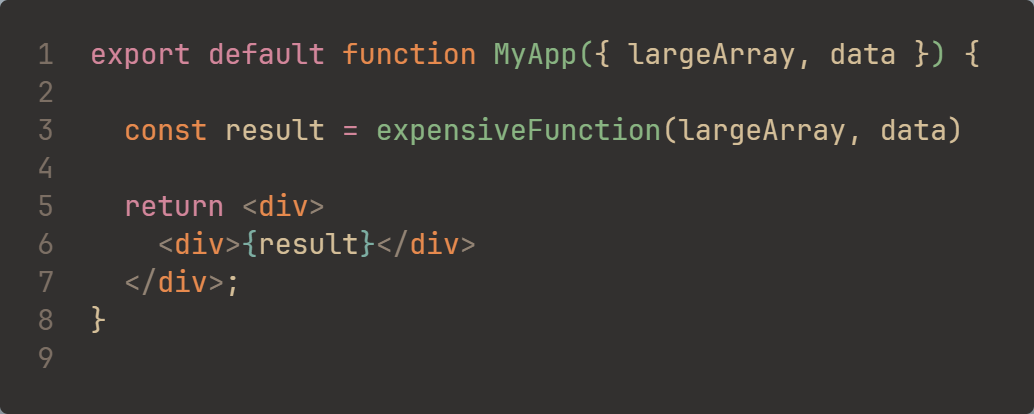 1 export default function MyApp({ largeArray, data }) {
2
3   const result = expensiveFunction(largeArray, data)
4
5   return <div>
6     <div>{result}</div>
7   </div>;
8 }
9